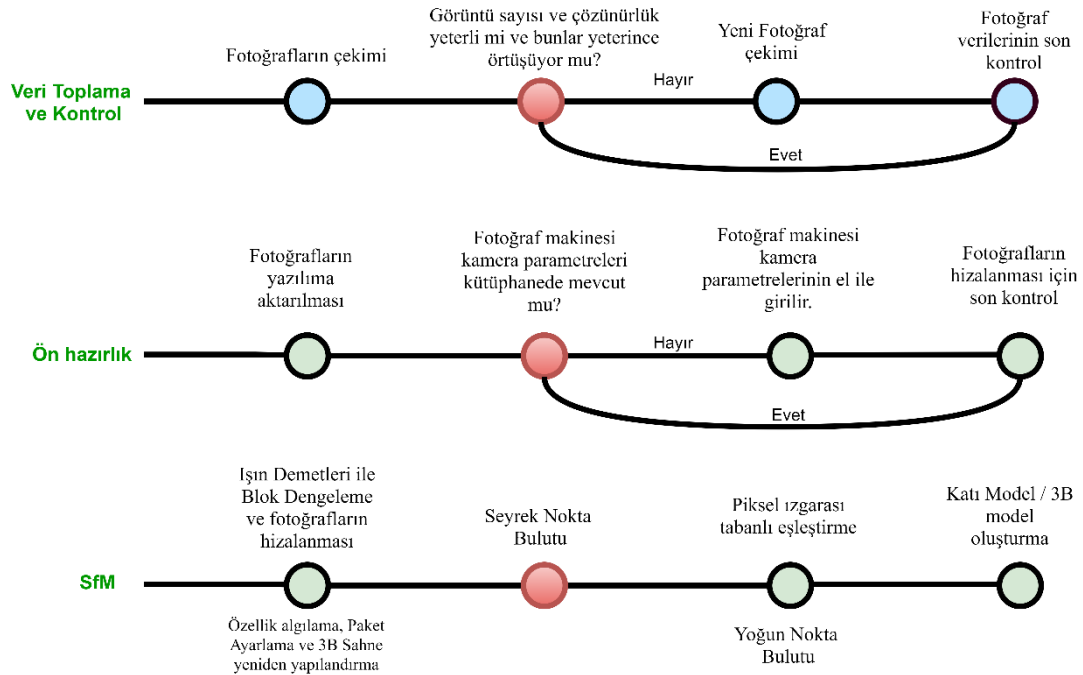 Veri Toplama
ve Kontrol
Fotoğrafların çekimi
Görüntü sayısı ve çözünürlük
yeterli mi ve bunlar yeterince
örtüşüyor mu?
Hayır
Yeni Fotoğraf
çekimi
Fotoğraf
verilerinin son
kontrol
Evet
Ön hazırlık
Fotoğrafların
yazılıma
aktarılması
Fotoğraf makinesi
kamera parametreleri
kütüphanede mevcut
mu?
Hayır
Fotoğraf makinesi
kamera
parametrelerinin el ile
girilir.
Fotoğrafların
hizalanması için
son kontrol
Evet
SfM
Işın Demetleri ile
Blok Dengeleme
ve fotoğrafların
hizalanması
Özellik algılama, Paket
Ayarlama ve 3B Sahne
yeniden yapılandırma
Seyrek Nokta
Bulutu
Piksel ızgarası
tabanlı eşleştirme
Yoğun Nokta
Bulutu
Katı Model / 3B
model
oluşturma